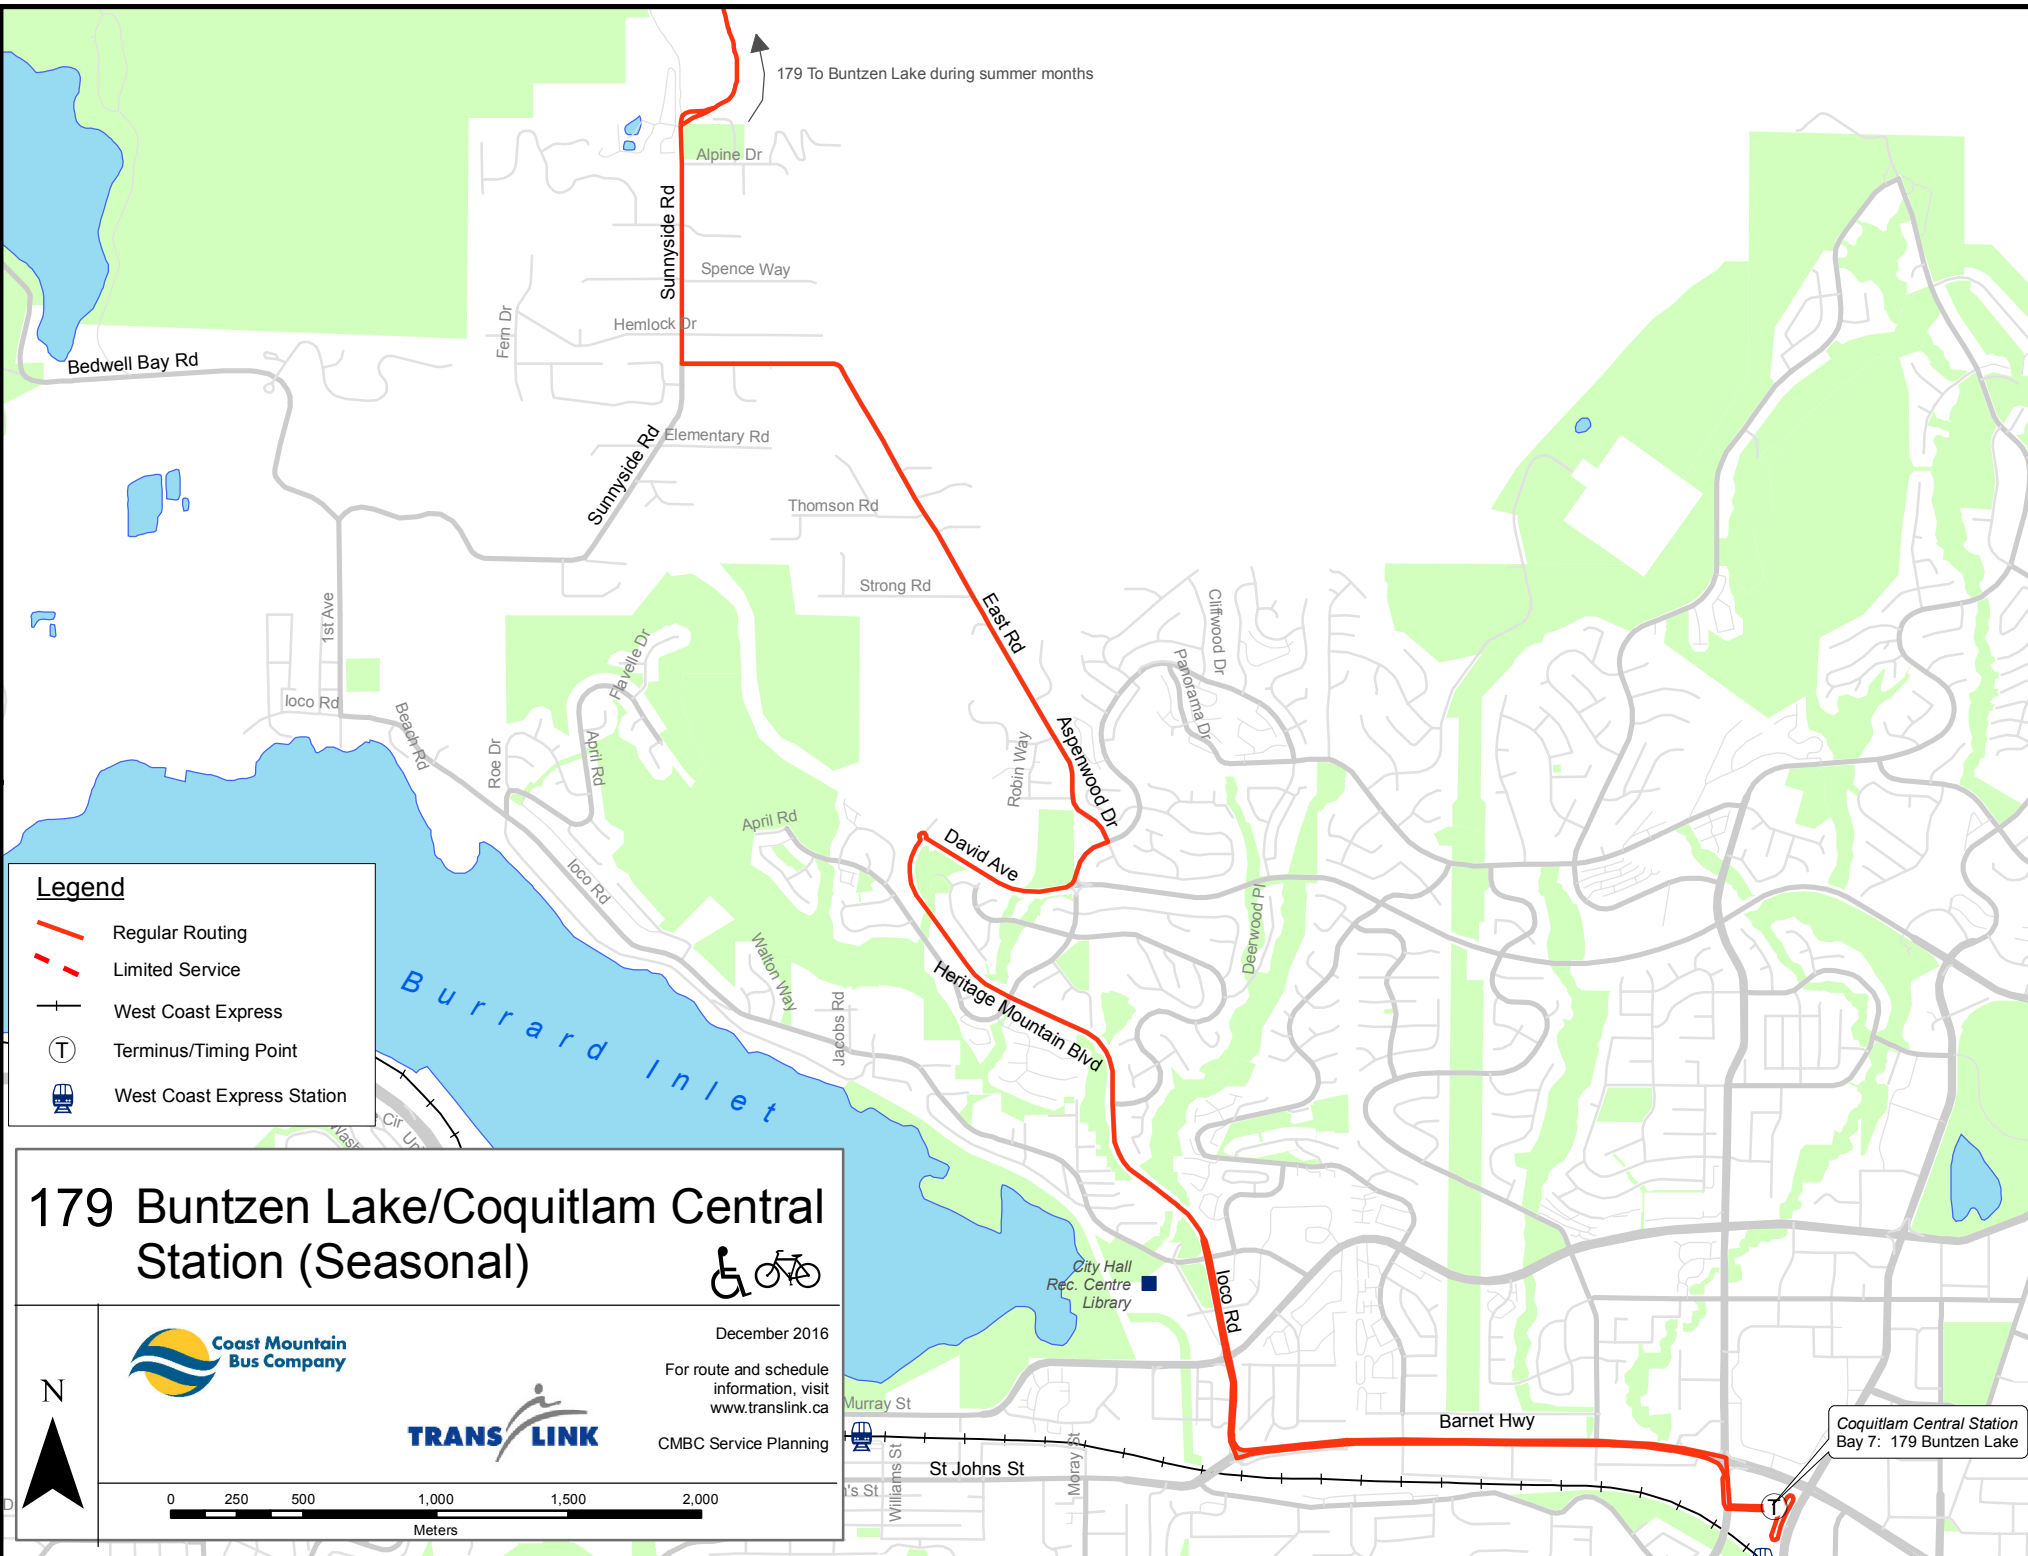 179 To Buntzen Lake during summer months
Alpine Dr
Sunnyside Rd
Spence Way
Hemlock Dr
Fern Dr
Bedwell Bay Rd
Elementary Rd
Sunnyside Rd
Thomson Rd
Strong Rd
East Rd
1st Ave
Flavelle Dr
Cliffwood Dr
Panorama Dr
Ioco Rd
Beach Rd
Roe Dr
April Rd
Robin Way
Aspenwood Dr
April Rd
David Ave
Ioco Rd
Deerwood Pl
Walton Way
Heritage Mountain Blvd
Jacobs Rd
Burrard Inlet
Legend
Regular Routing
Limited Service
West Coast Express
T
Terminus/Timing Point
West Coast Express Station
Cir
179 Buntzen Lake/Coquitlam Central
Station (Seasonal)
City Hall
Rec. Centre
Library
Ioco Rd
Coast Mountain
Bus Company
TRANS LINK
December 2016
For route and schedule
information, visit
www.translink.ca
CMBC Service Planning
N
0 250 500 1,000 1,500 2,000
Meters
Murray St
Williams St
St Johns St
Moray St
Barnet Hwy
Coquitlam Central Station
Bay 7: 179 Buntzen Lake
T